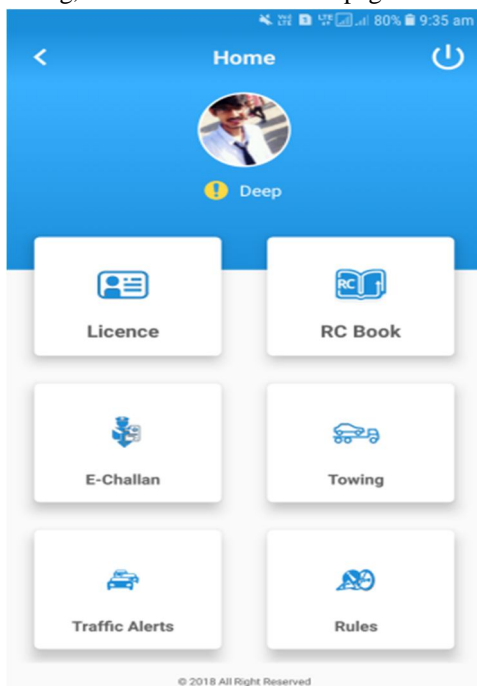 80% 9:35 am
Home
Deep
Licence
RC
RC Book
E-Challan
Towing
Traffic Alerts
Rules
© 2018 All Right Reserved